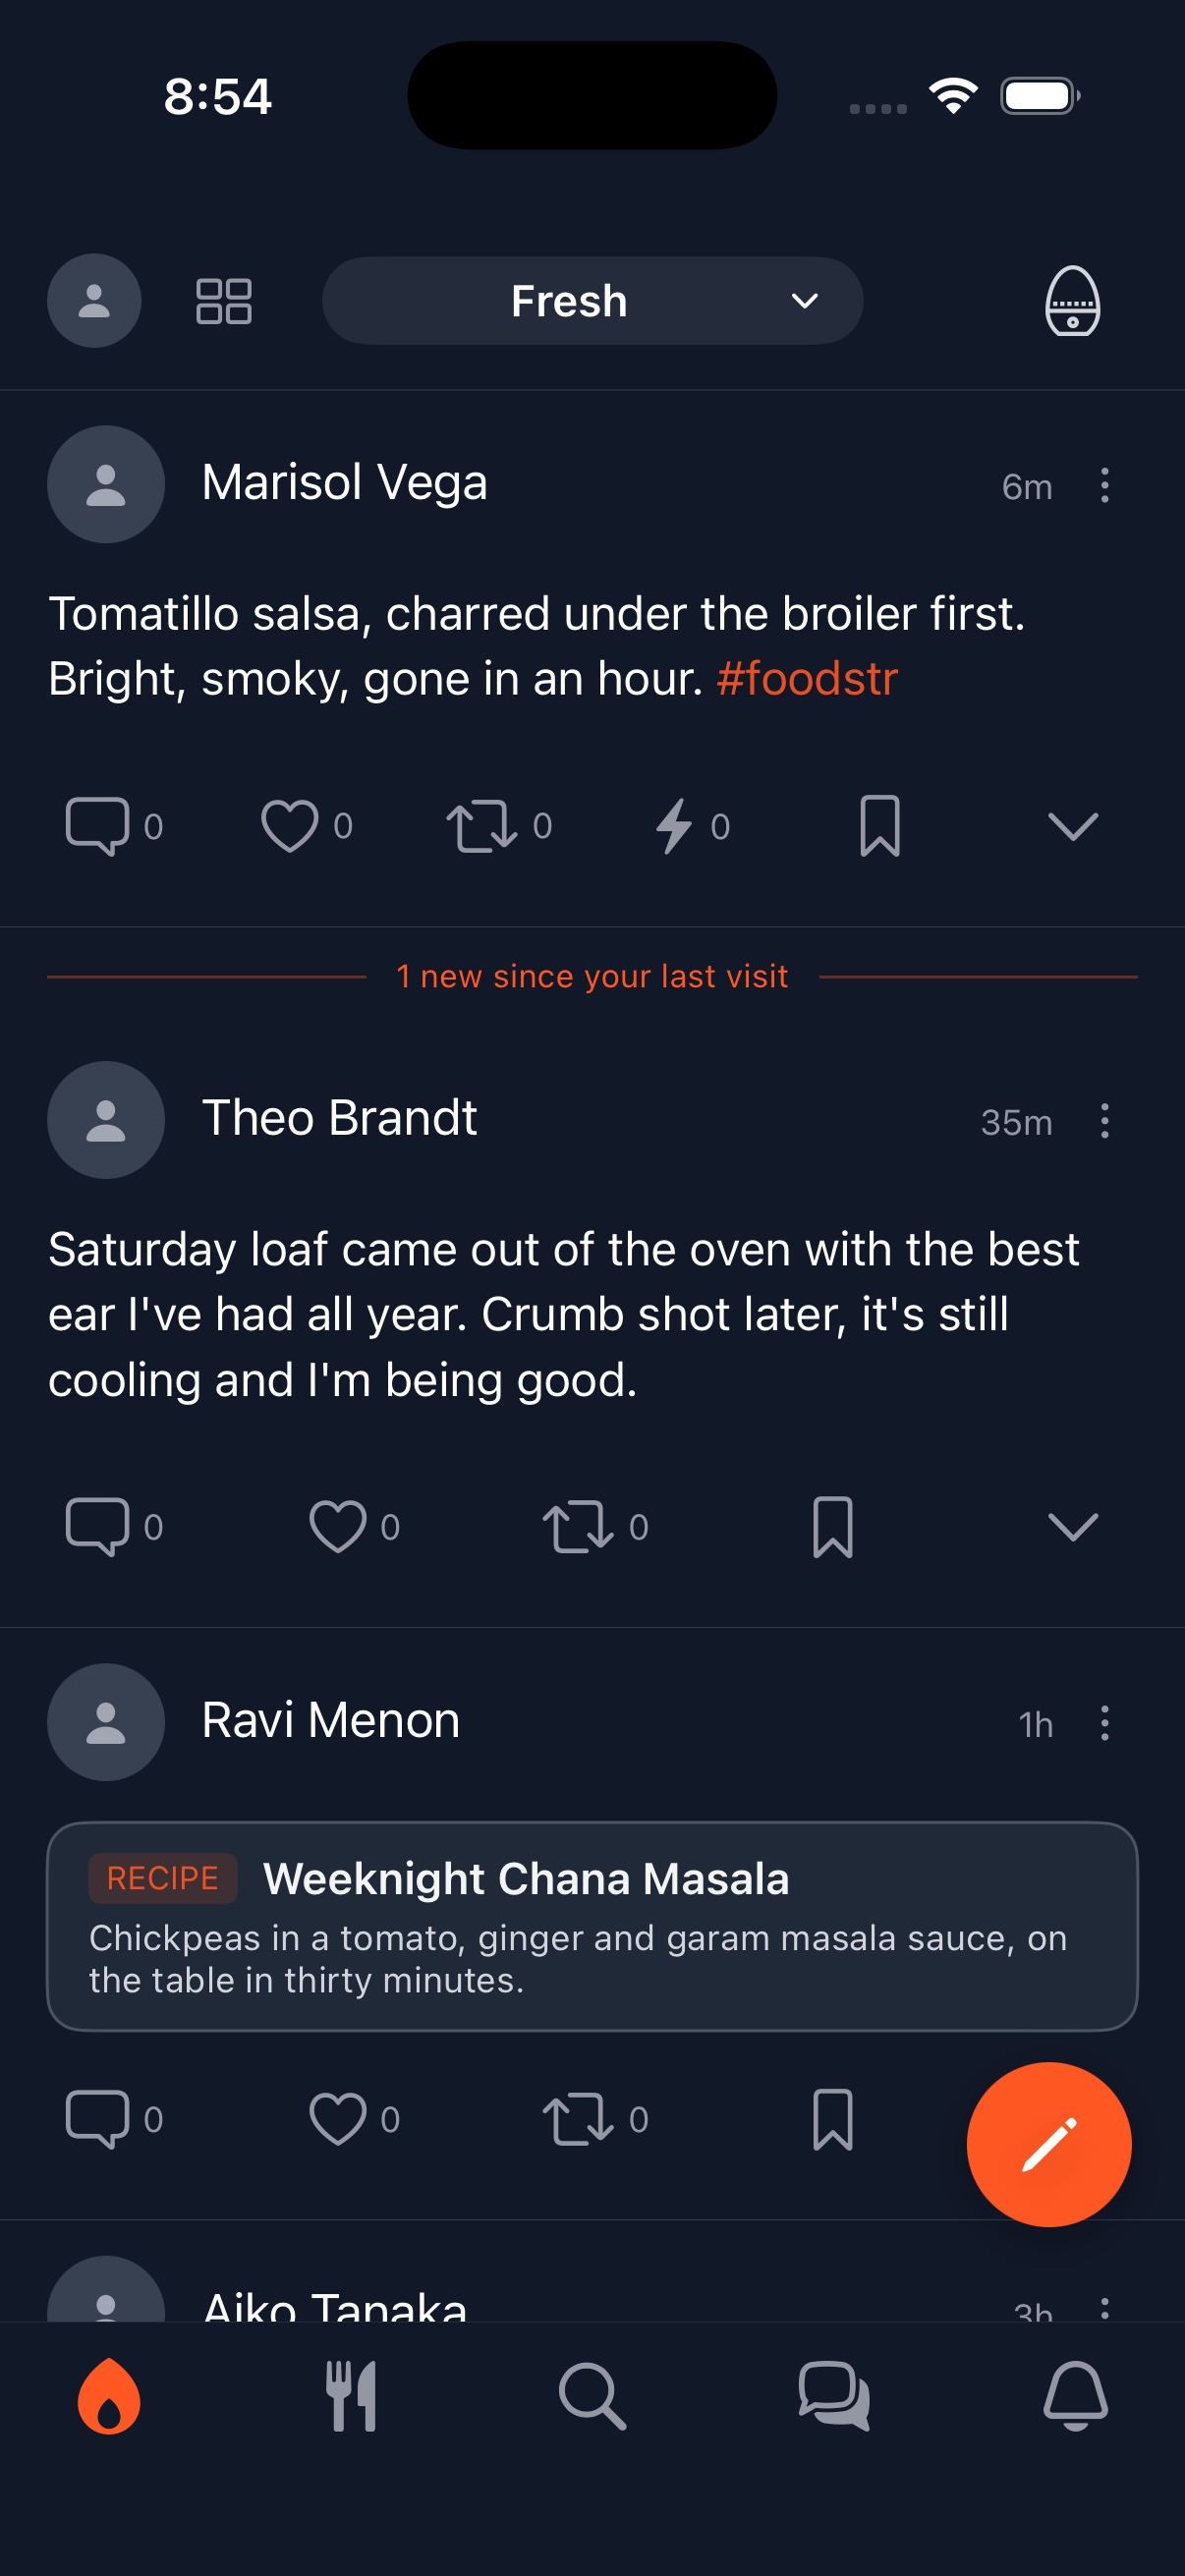 8:54
Fresh
Marisol Vega
6m
Tomatillo salsa, charred under the broiler first.
Bright, smoky, gone in an hour. #foodstr
0 0 0 0
1 new since your last visit
Theo Brandt
35m
Saturday loaf came out of the oven with the best
ear I've had all year. Crumb shot later, it's still
cooling and I'm being good.
0 0 0
Ravi Menon
1h
RECIPE Weeknight Chana Masala
Chickpeas in a tomato, ginger and garam masala sauce, on
the table in thirty minutes.
0 0 0
Aiko Tanaka
3h